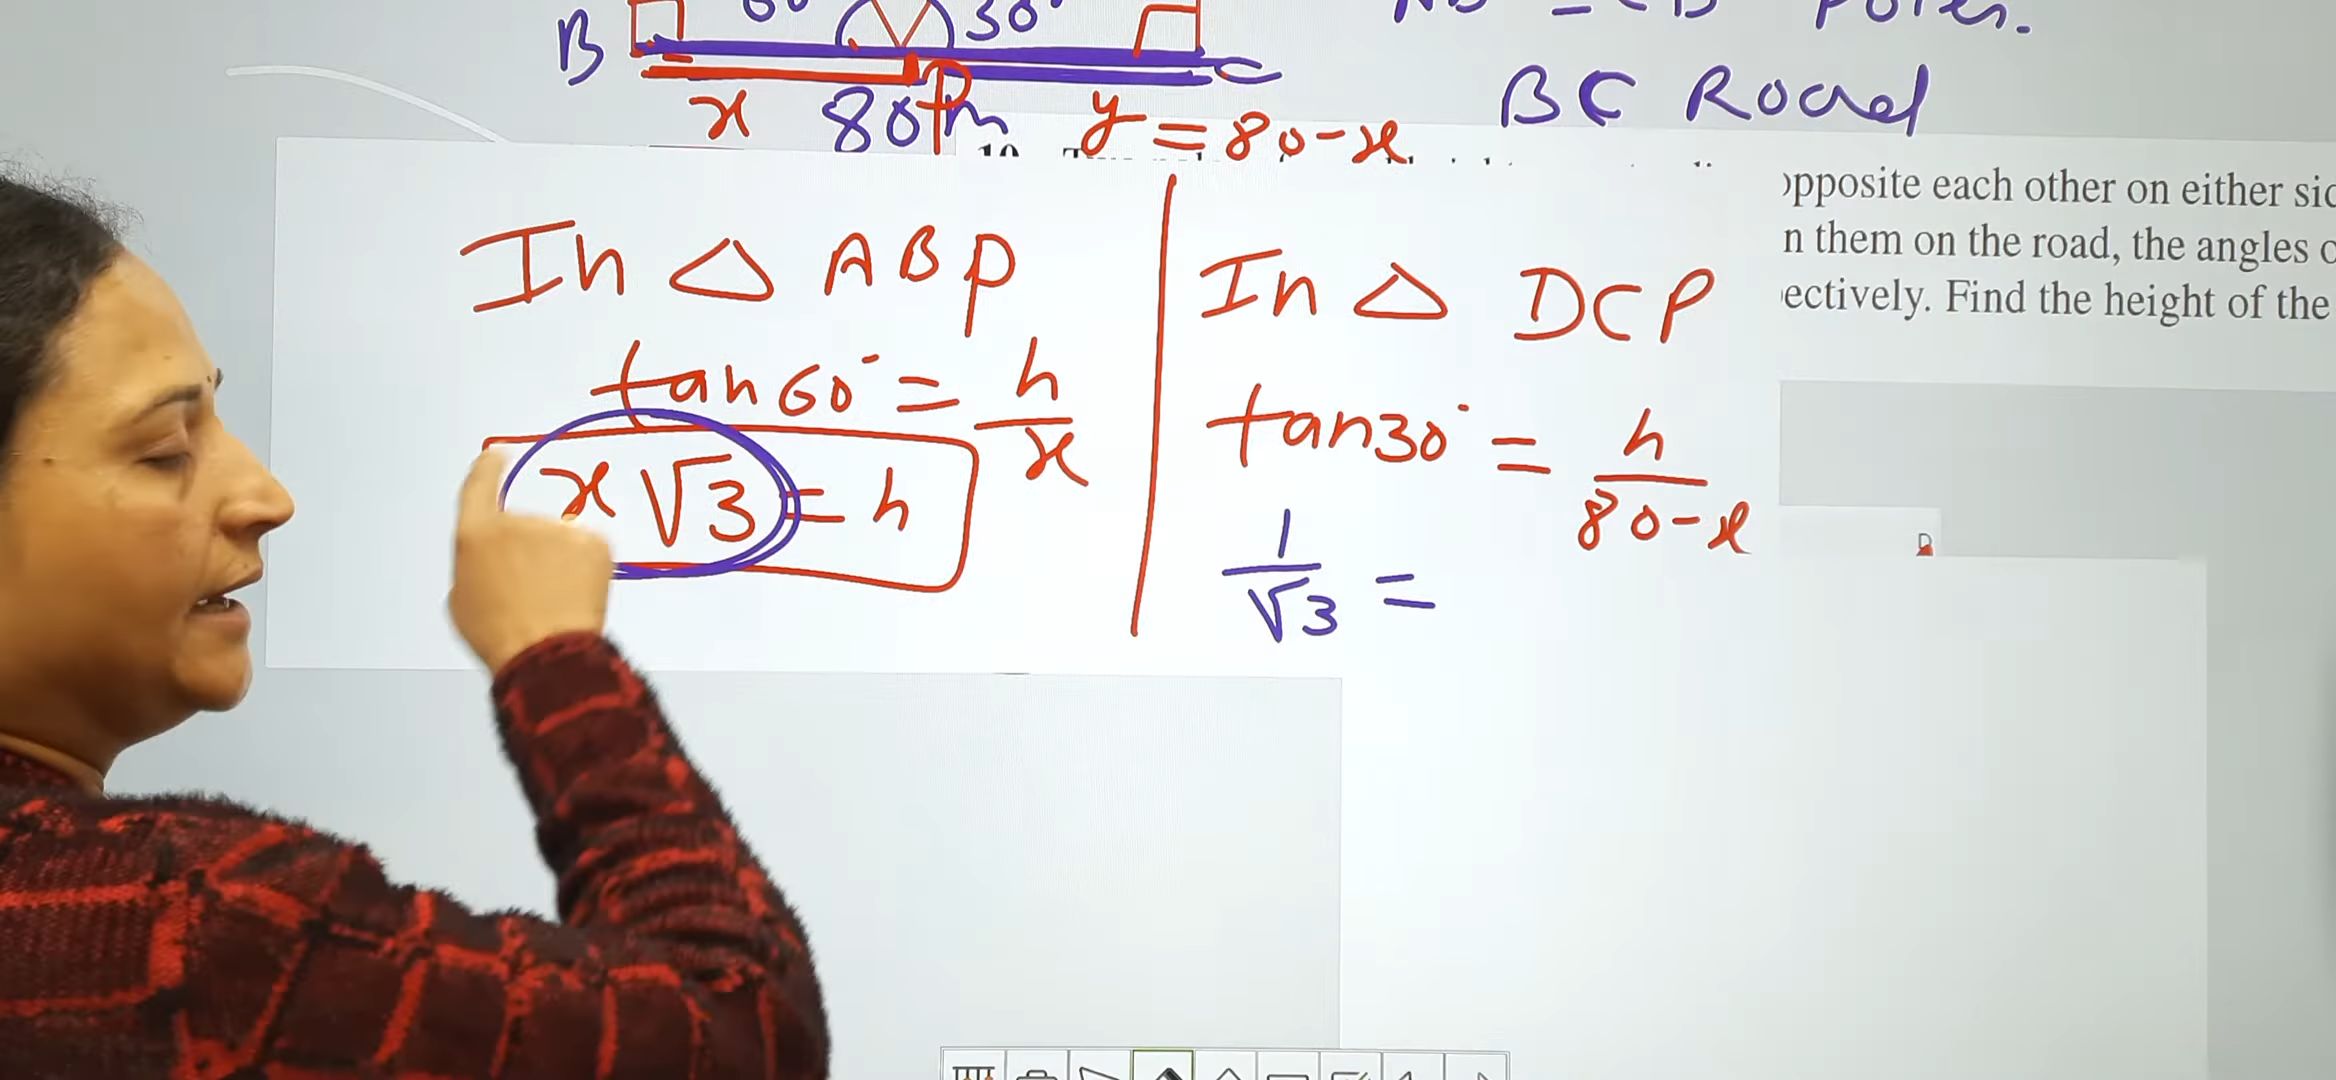 B 30°
C
x 80m P y = 80-x
BC Road
opposite each other on either
n them on the road, the angles
ectively. Find the height of the
In △ ABP
tan60° = h/x
x√3 = h
In △ DCP
tan30° = h/80-x
1/√3 =